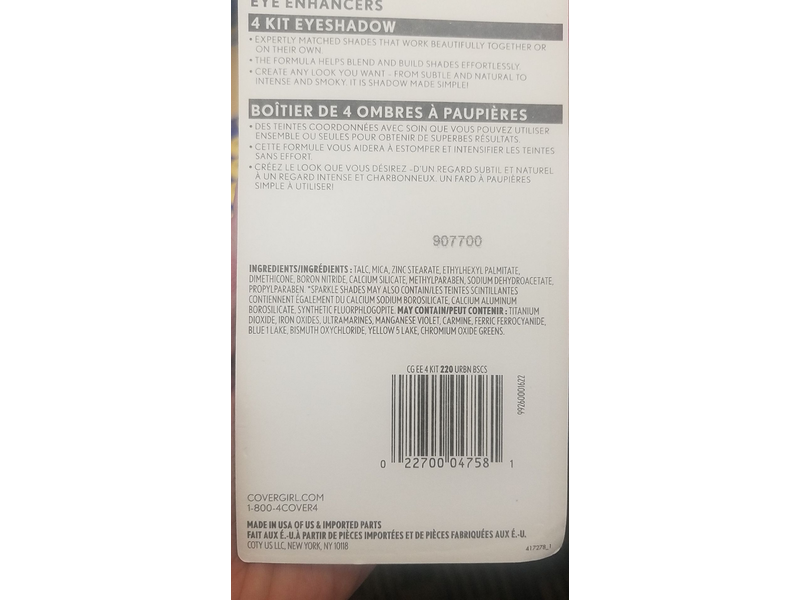 EYE ENHANCERS
4 KIT EYESHADOW
• EXPERTLY MATCHED SHADES THAT WORK BEAUTIFULLY TOGETHER OR
ON THEIR OWN.
• THE FORMULA HELPS BLEND AND BUILD SHADES EFFORTLESSLY.
• CREATE ANY LOOK YOU WANT - FROM SUBTLE AND NATURAL TO
INTENSE AND SMOKY. IT IS SHADOW MADE SIMPLE!
BOÎTIER DE 4 OMBRES À PAUPIÈRES
• DES TEINTES COORDONNÉES AVEC SOIN QUE VOUS POUVEZ UTILISER
ENSEMBLE OU SEULES POUR OBTENIR DE SUPERBES RÉSULTATS.
• CETTE FORMULE VOUS AIDERA À ESTOMPER ET INTENSIFIER LES TEINTES
SANS EFFORT.
• CRÉEZ LE LOOK QUE VOUS DÉSIREZ -D'UN REGARD SUBTIL ET NATUREL
À UN REGARD INTENSE ET CHARBONNEUX. UN FARD À PAUPIÈRES
SIMPLE À UTILISER!
907700
INGREDIENTS/INGRÉDIENTS : TALC, MICA, ZINC STEARATE, ETHYLHEXYL PALMITATE,
DIMETHICONE, BORON NITRIDE, CALCIUM SILICATE, METHYLPARABEN, SODIUM DEHYDROACETATE,
PROPYLPARABEN. *SPARKLE SHADES MAY ALSO CONTAIN/LES TEINTES SCINTILLANTES
CONTIENNENT ÉGALEMENT DU CALCIUM SODIUM BOROSILICATE, CALCIUM ALUMINUM
BOROSILICATE, SYNTHETIC FLUORPHLOGOPITE. MAY CONTAIN/PEUT CONTENIR : TITANIUM
DIOXIDE, IRON OXIDES, ULTRAMARINES, MANGANESE VIOLET, CARMINE, FERRIC FERROCYANIDE,
BLUE 1 LAKE, BISMUTH OXYCHLORIDE, YELLOW 5 LAKE, CHROMIUM OXIDE GREENS.
CG EE 4 KIT 220 URBN BSCS
99260001622
0 22700 04758 1
COVERGIRL.COM
1-800-4COVER4
MADE IN USA OF US & IMPORTED PARTS
FAIT AUX É.-U.À PARTIR DE PIÈCES IMPORTÉES ET DE PIÈCES FABRIQUÉES AUX É.-U.
COTY US LLC, NEW YORK, NY 10118
417278_1